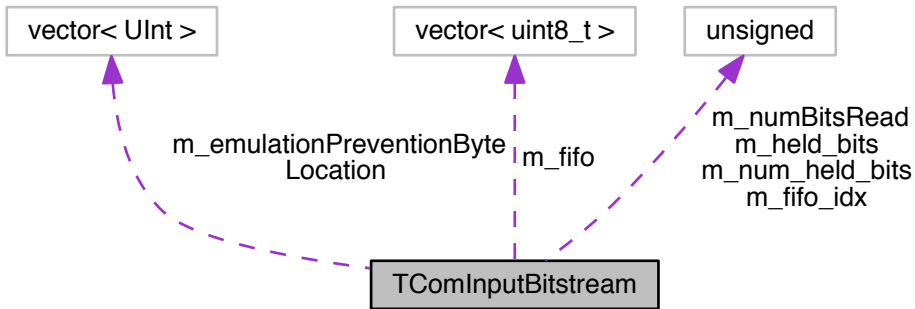 vector< UInt >
vector< uint8_t >
unsigned
m_emulationPreventionByte
Location
m_fifo
m_numBitsRead
m_held_bits
m_num_held_bits
m_fifo_idx
TComInputBitstream